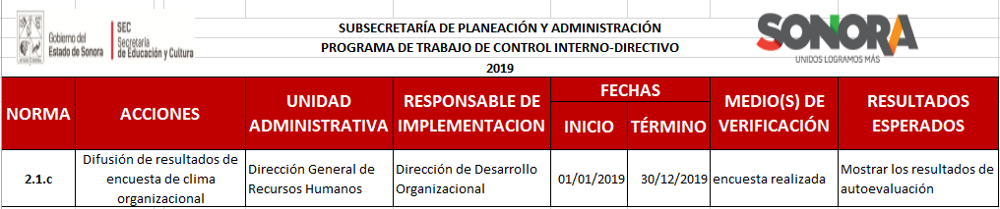 Gobierno del
Estado de Sonora
SEC
Secretaría
de Educación y Cultura
SUBSECRETARÍA DE PLANEACIÓN Y ADMINISTRACIÓN
PROGRAMA DE TRABAJO DE CONTROL INTERNO-DIRECTIVO
2019
SONORA
UNIDOS LOGRAMOS MÁS
NORMA
ACCIONES
UNIDAD
ADMINISTRATIVA
RESPONSABLE DE
IMPLEMENTACION
FECHAS
INICIO
TÉRMINO
MEDIO(S) DE
VERIFICACIÓN
RESULTADOS
ESPERADOS
2.1.c
Difusión de resultados de
encuesta de clima
organizacional
Dirección General de
Recursos Humanos
Dirección de Desarrollo
Organizacional
01/01/2019
30/12/2019
encuesta realizada
Mostrar los resultados de
autoevaluación